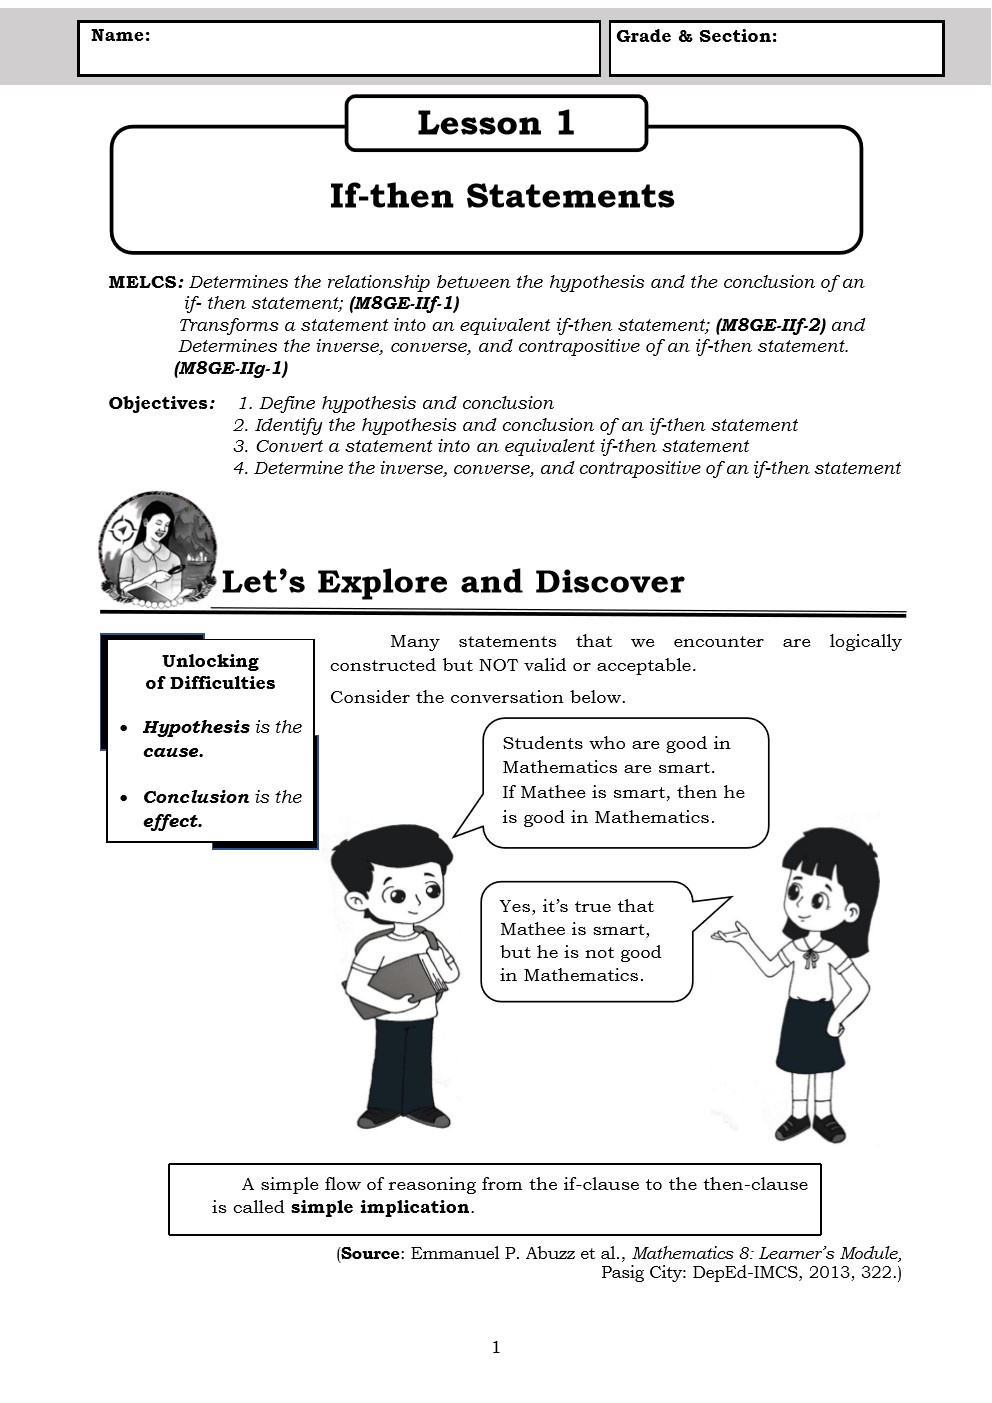 Name:
Grade & Section:
Lesson 1
If-then Statements
MELCS: Determines the relationship between the hypothesis and the conclusion of an
if- then statement; (M8GE-IIf-1)
Transforms a statement into an equivalent if-then statement; (M8GE-IIf-2) and
Determines the inverse, converse, and contrapositive of an if-then statement.
(M8GE-IIg-1)
Objectives: 1. Define hypothesis and conclusion
2. Identify the hypothesis and conclusion of an if-then statement
3. Convert a statement into an equivalent if-then statement
4. Determine the inverse, converse, and contrapositive of an if-then statement
Let's Explore and Discover
Unlocking
of Difficulties
• Hypothesis is the
cause.
• Conclusion is the
effect.
Many statements that we encounter are logically
constructed but NOT valid or acceptable.
Consider the conversation below.
Students who are good in
Mathematics are smart.
If Mathee is smart, then he
is good in Mathematics.
Yes, it's true that
Mathee is smart,
but he is not good
in Mathematics.
A simple flow of reasoning from the if-clause to the then-clause
is called simple implication.
(Source: Emmanuel P. Abuzz et al., Mathematics 8: Learner's Module,
Pasig City: DepEd-IMCS, 2013, 322.)
1